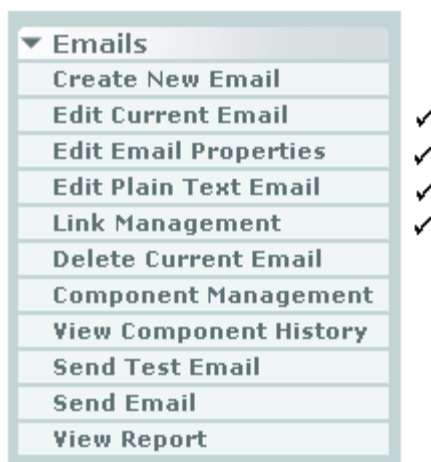 Emails
Create New Email
Edit Current Email
Edit Email Properties
Edit Plain Text Email
Link Management
Delete Current Email
Component Management
View Component History
Send Test Email
Send Email
View Report